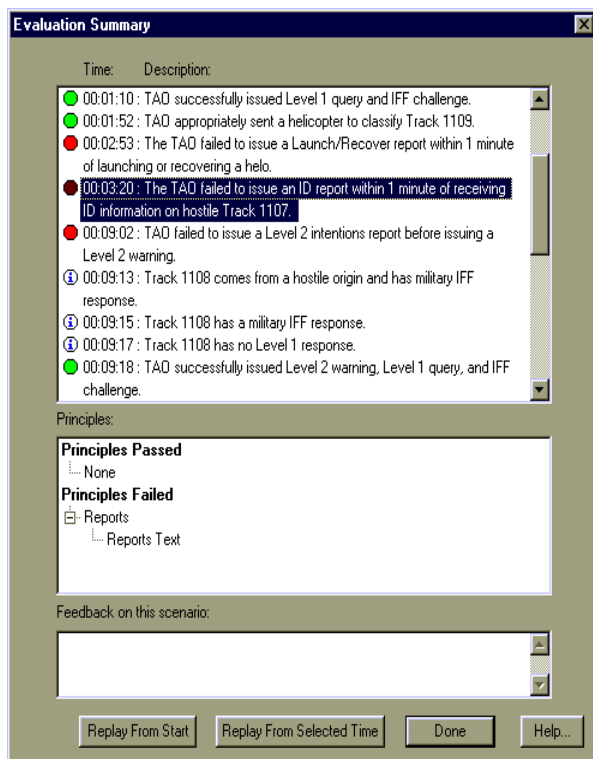 Evaluation Summary
Time: Description:
00:01:10 : TAO successfully issued Level 1 query and IFF challenge.
00:01:52 : TAO appropriately sent a helicopter to classify Track 1109.
00:02:53 : The TAO failed to issue a Launch/Recover report within 1 minute
of launching or recovering a helo.
00:03:20 : The TAO failed to issue an ID report within 1 minute of receiving
ID information on hostile Track 1107.
00:09:02 : TAO failed to issue a Level 2 intentions report before issuing a
Level 2 warning.
00:09:13 : Track 1108 comes from a hostile origin and has military IFF
response.
00:09:15 : Track 1108 has a military IFF response.
00:09:17 : Track 1108 has no Level 1 response.
00:09:18 : TAO successfully issued Level 2 warning, Level 1 query, and IFF
challenge.
Principles:
Principles Passed
None
Principles Failed
Reports
Reports Text
Feedback on this scenario:
Replay From Start Replay From Selected Time Done Help...